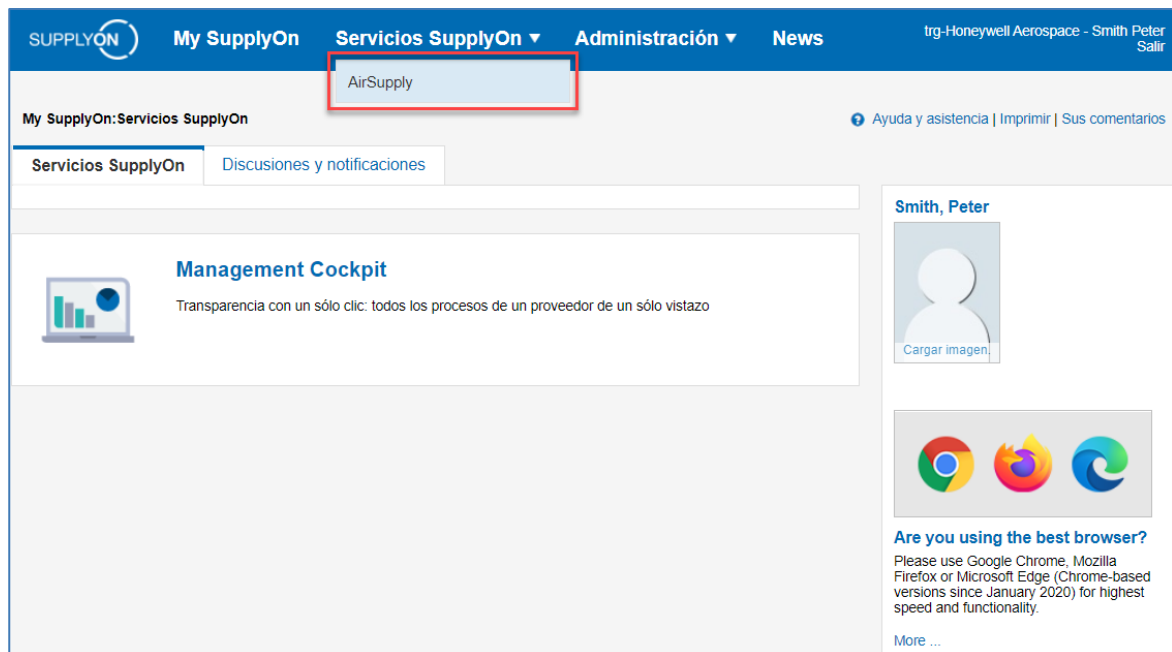 SUPPLYON
My SupplyOn
Servicios SupplyOn ▼
Administración ▼
News
trg-Honeywell Aerospace - Smith Peter
Salir
AirSupply
My SupplyOn:Servicios SupplyOn
Ayuda y asistencia | Imprimir | Sus comentarios
Servicios SupplyOn
Discusiones y notificaciones
Management Cockpit
Transparencia con un sólo clic: todos los procesos de un proveedor de un sólo vistazo
Smith, Peter
Cargar imagen.
Are you using the best browser?
Please use Google Chrome, Mozilla
Firefox or Microsoft Edge (Chrome-based
versions since January 2020) for highest
speed and functionality.
More ...